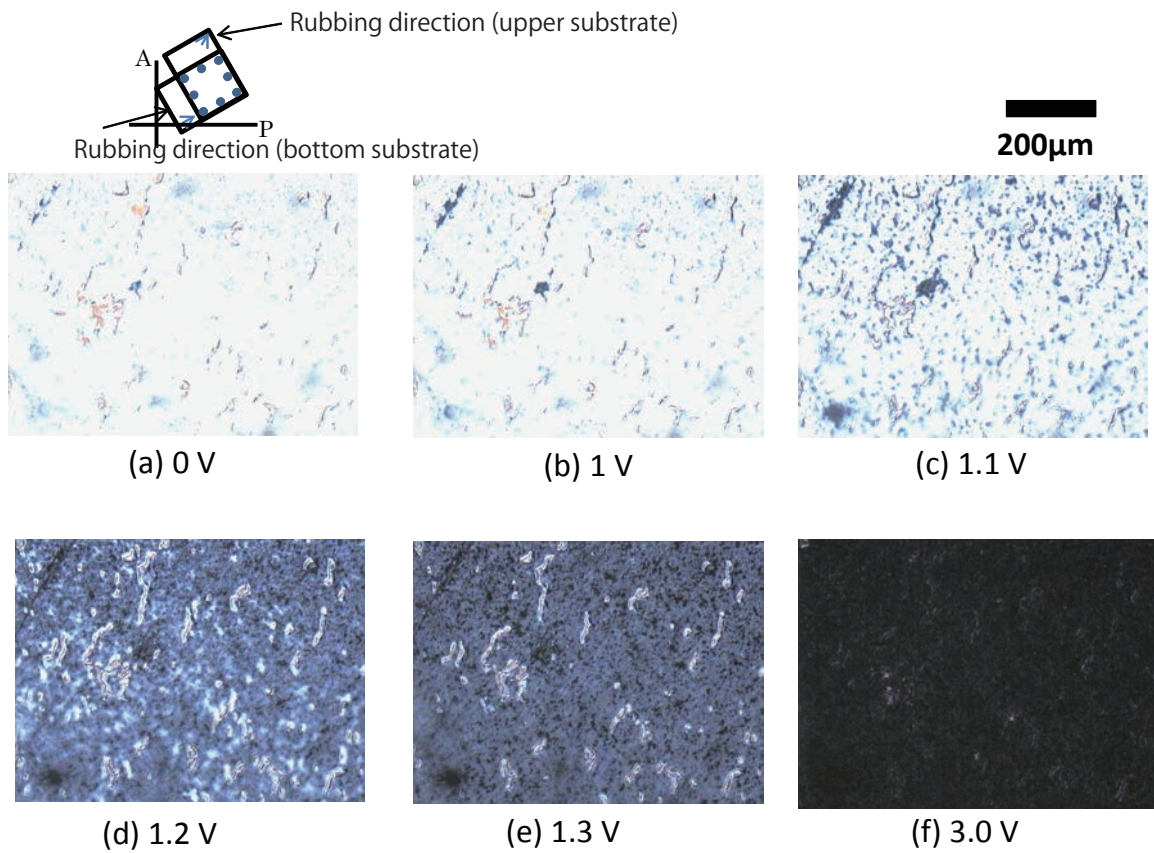 Rubbing direction (upper substrate)
A
P
Rubbing direction (bottom substrate)
200μm
(a) 0 V
(b) 1 V
(c) 1.1 V
(d) 1.2 V
(e) 1.3 V
(f) 3.0 V